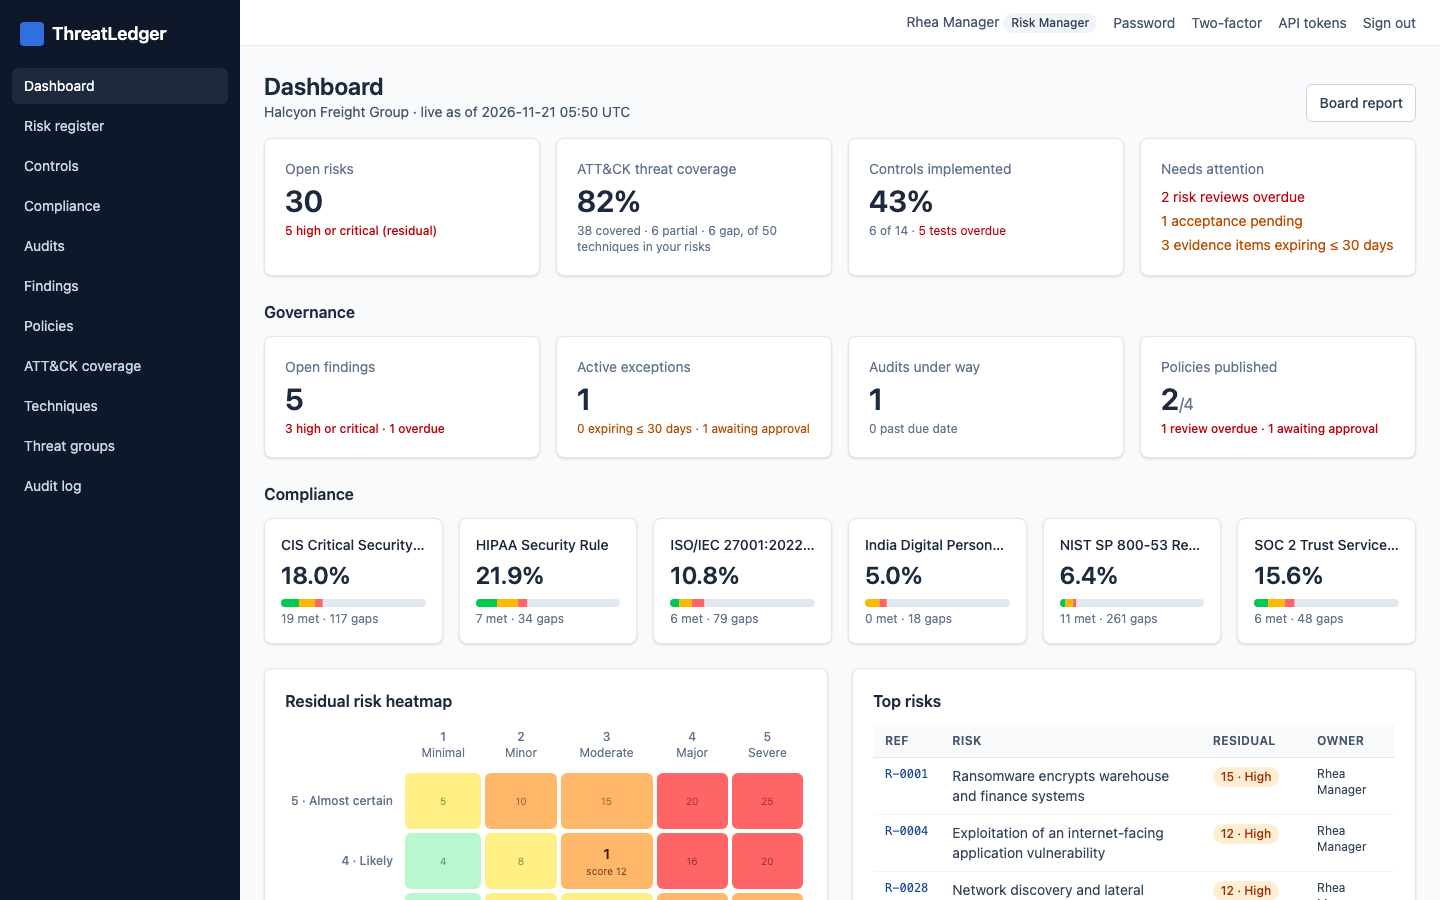 ThreatLedger
Dashboard
Risk register
Controls
Compliance
Audits
Findings
Policies
ATT&CK coverage
Techniques
Threat groups
Audit log
Rhea Manager Risk Manager Password Two-factor API tokens Sign out
Dashboard
Halcyon Freight Group · live as of 2026-11-21 05:50 UTC
Board report
Open risks
30
5 high or critical (residual)
ATT&CK threat coverage
82%
38 covered · 6 partial · 6 gap, of 50
techniques in your risks
Controls implemented
43%
6 of 14 · 5 tests overdue
Needs attention
2 risk reviews overdue
1 acceptance pending
3 evidence items expiring ≤ 30 days
Governance
Open findings
5
3 high or critical · 1 overdue
Active exceptions
1
0 expiring ≤ 30 days · 1 awaiting approval
Audits under way
1
0 past due date
Policies published
2/4
1 review overdue · 1 awaiting approval
Compliance
CIS Critical Security...
18.0%
19 met · 117 gaps
HIPAA Security Rule
21.9%
7 met · 34 gaps
ISO/IEC 27001:2022...
10.8%
6 met · 79 gaps
India Digital Person...
5.0%
0 met · 18 gaps
NIST SP 800-53 Re...
6.4%
11 met · 261 gaps
SOC 2 Trust Service...
15.6%
6 met · 48 gaps
Residual risk heatmap
1 2 3 4 5
Minimal Minor Moderate Major Severe
5 · Almost certain 5 10 15 20 25
4 · Likely 4 8 1 16 20
score 12
Top risks
REF RISK RESIDUAL OWNER
R-0001 Ransomware encrypts warehouse 15 · High Rhea
and finance systems Manager
R-0004 Exploitation of an internet-facing 12 · High Rhea
application vulnerability Manager
R-0028 Network discovery and lateral 12 · High Rhea